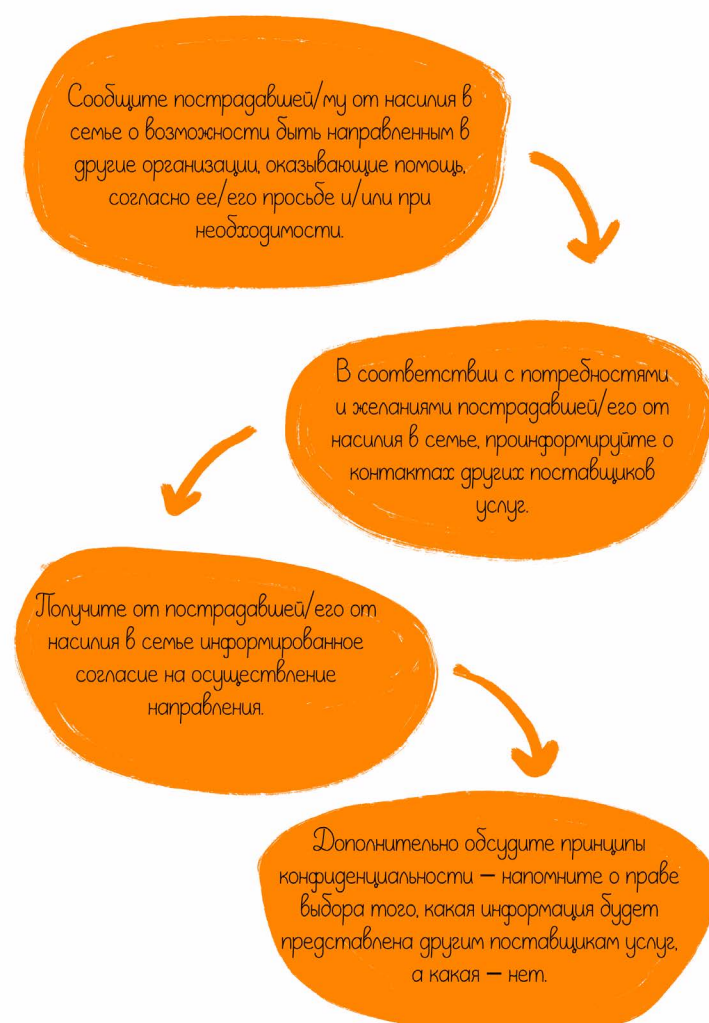 Сообщите пострадавшей/му от насилия в
семье о возможности быть направленным в
другие организации, оказывающие помощь,
согласно ее/его просьбе и/или при
необходимости.
В соответствии с потребностями
и желаниями пострадавшей/его от
насилия в семье, проинформируйте о
контактах других поставщиков
услуг.
Получите от пострадавшей/его от
насилия в семье информированное
согласие на осуществление
направления.
Дополнительно обсудите принципы
конфиденциальности — напомните о праве
выбора того, какая информация будет
представлена другим поставщикам услуг,
а какая — нет.